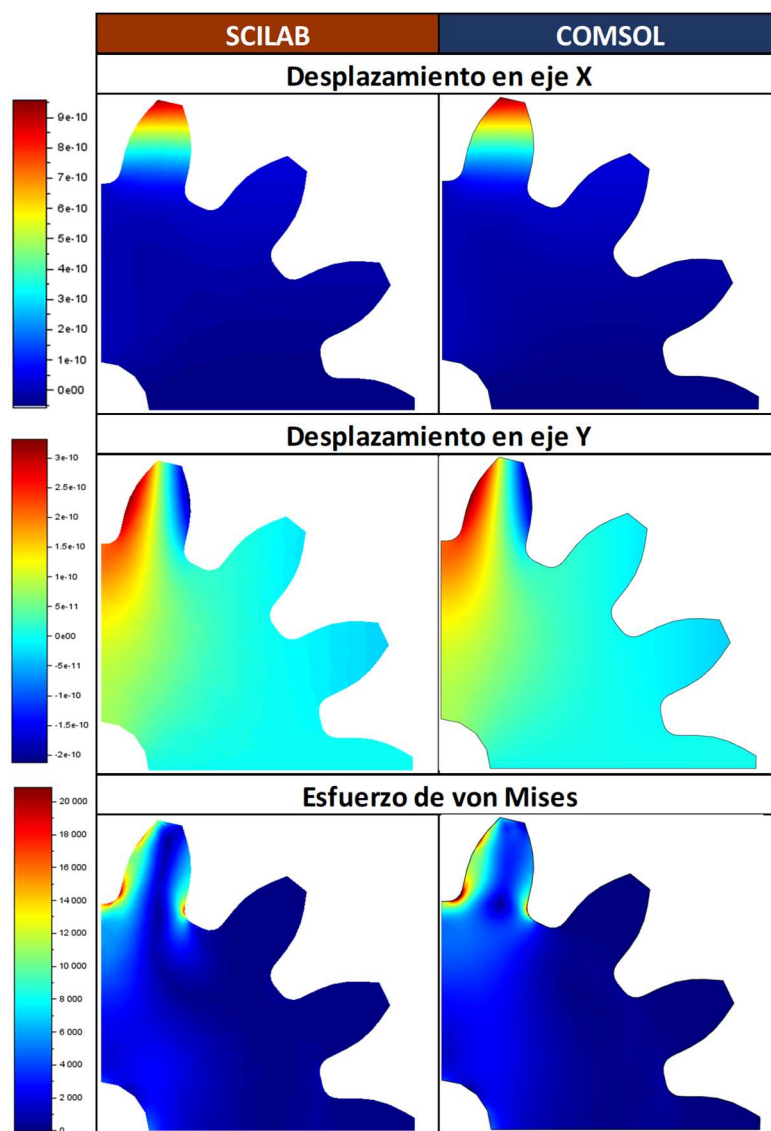 SCILAB COMSOL
Desplazamiento en eje X
9e-10
8e-10
7e-10
6e-10
5e-10
4e-10
3e-10
2e-10
1e-10
0e00
Desplazamiento en eje Y
3e-10
2.5e-10
2e-10
1.5e-10
1e-10
5e-11
0e00
-5e-11
-1e-10
-1.5e-10
-2e-10
Esfuerzo de von Mises
20 000
18 000
16 000
14 000
12 000
10 000
8 000
6 000
4 000
2 000
0